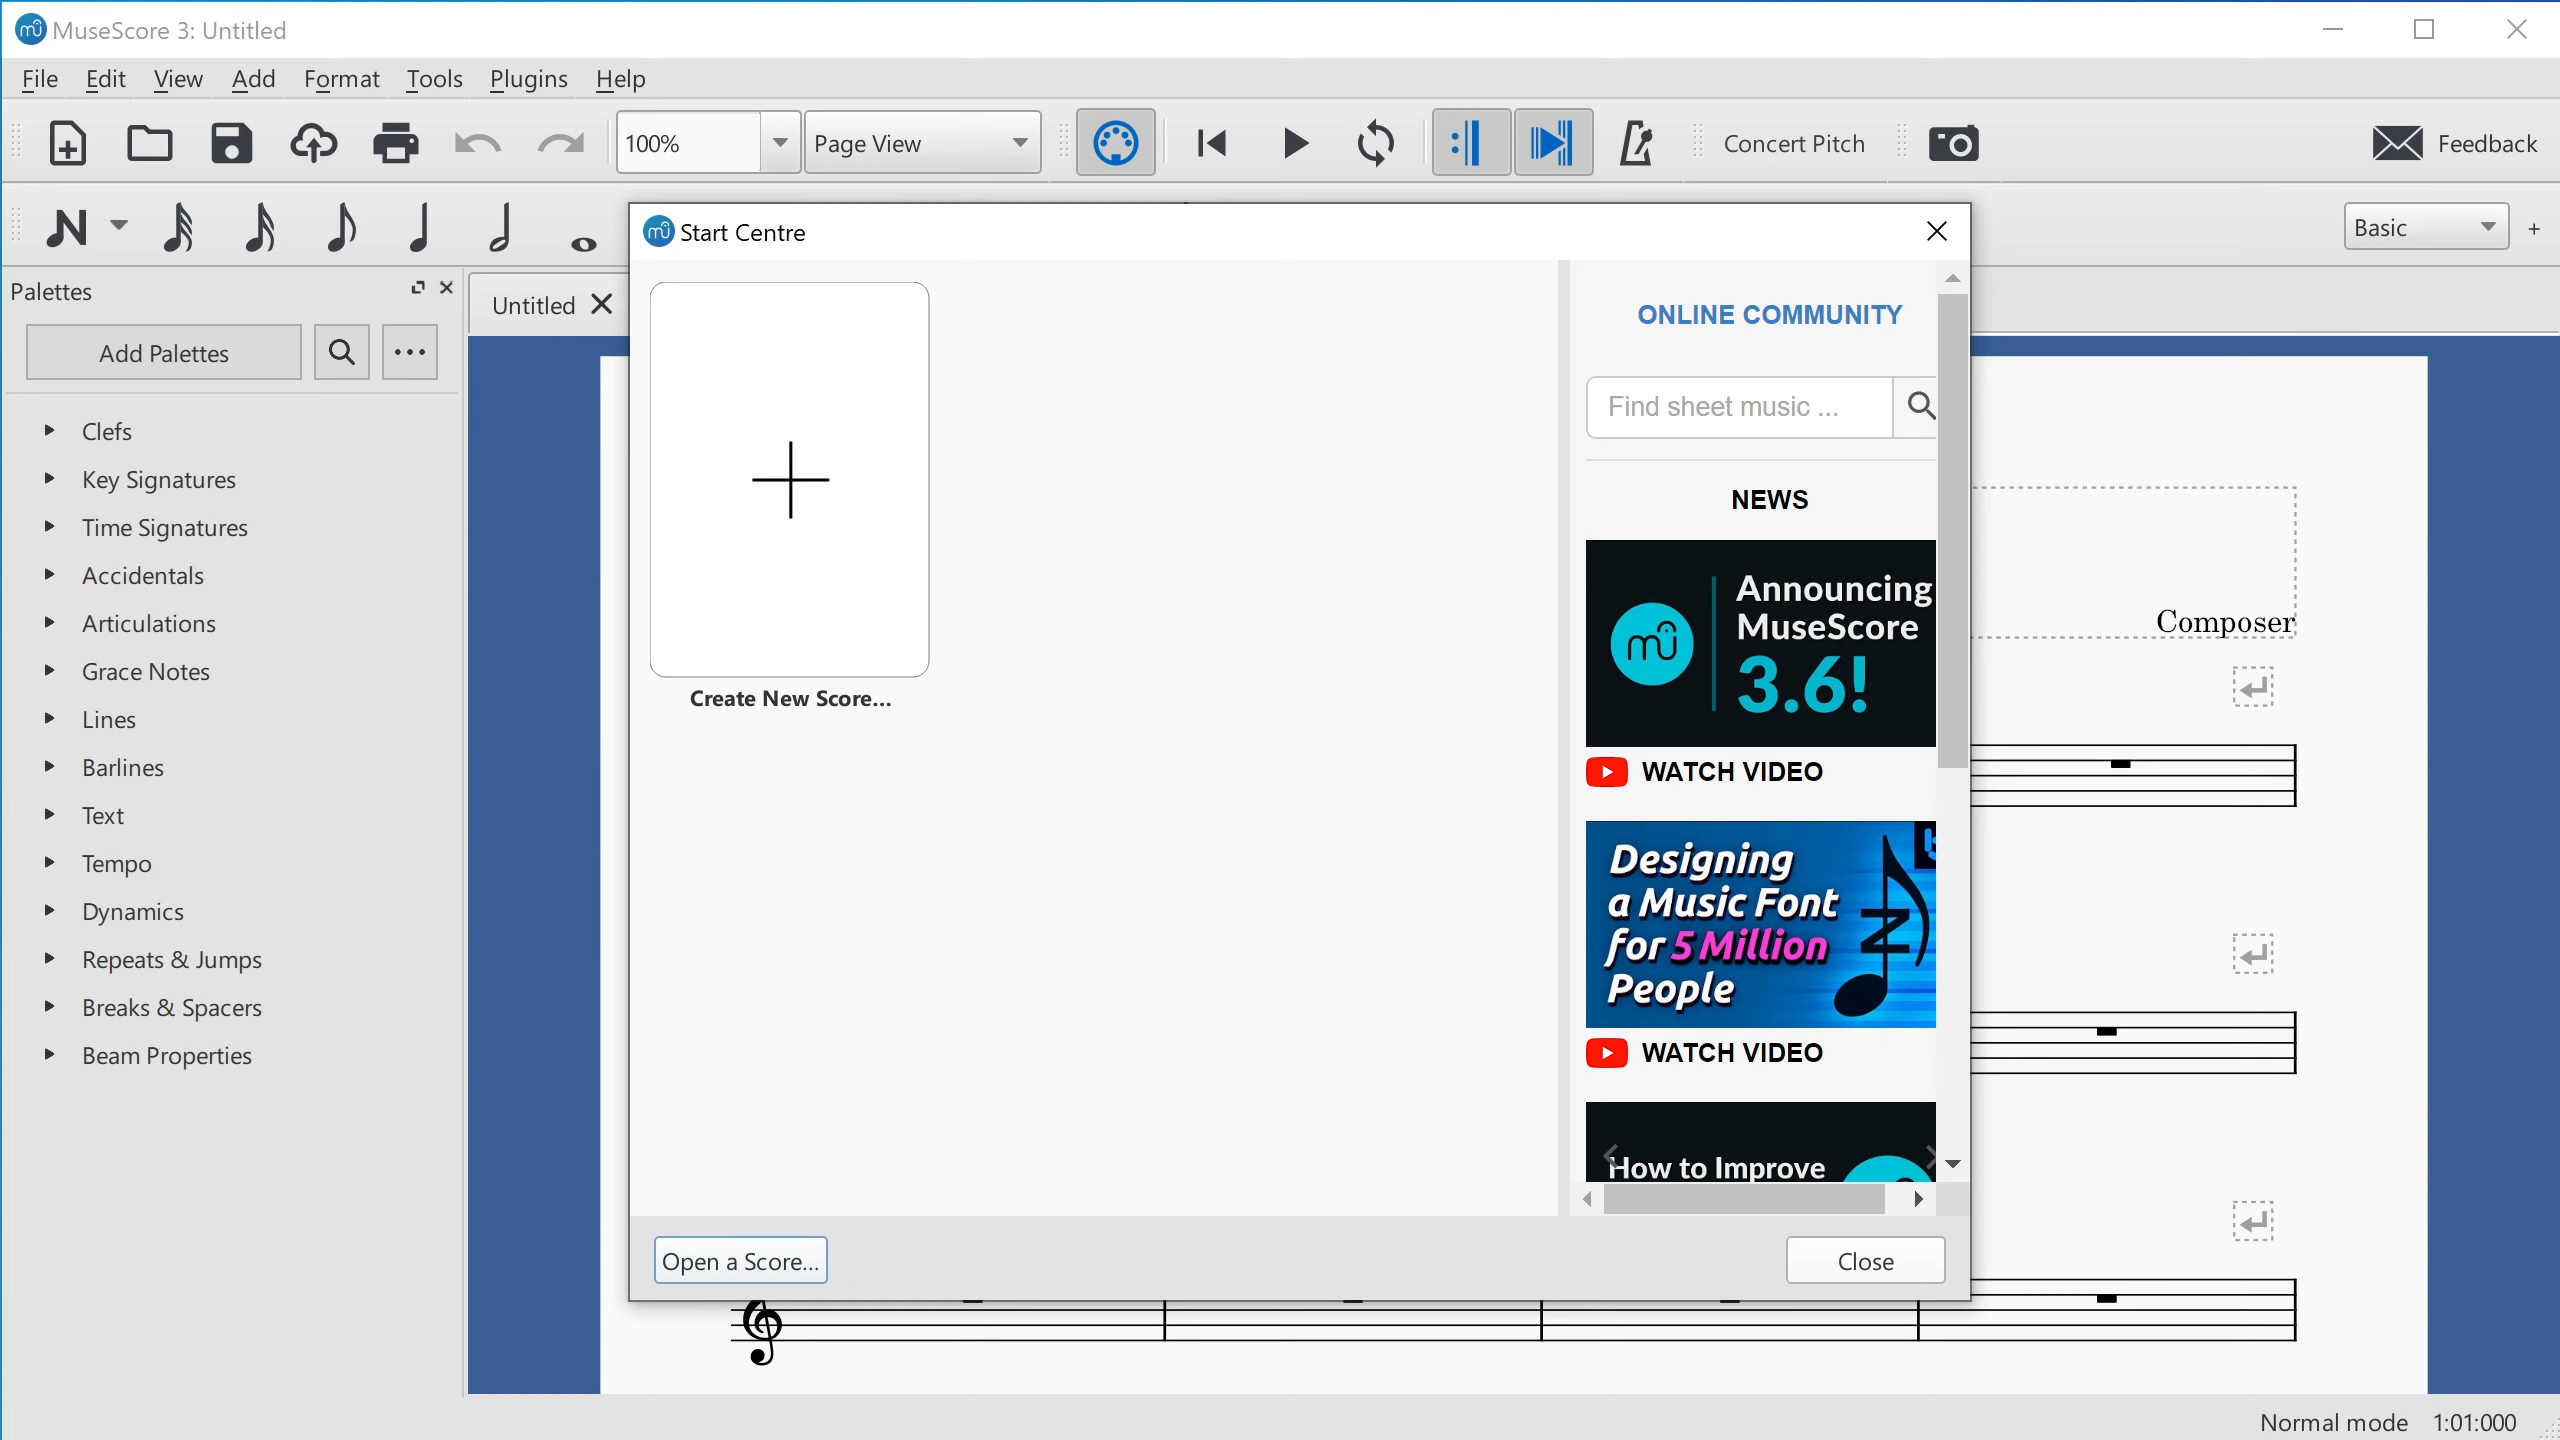 MuseScore 3: Untitled
File Edit View Add Format Tools Plugins Help
100% Page View Concert Pitch Feedback
Basic +
Palettes
Add Palettes
Clefs
Key Signatures
Time Signatures
Accidentals
Articulations
Grace Notes
Lines
Barlines
Text
Tempo
Dynamics
Repeats & Jumps
Breaks & Spacers
Beam Properties
Untitled
Start Centre
Create New Score...
ONLINE COMMUNITY
Find sheet music ...
NEWS
Announcing
MuseScore
3.6!
WATCH VIDEO
Designing
a Music Font
for 5 Million
People
WATCH VIDEO
How to Improve
Open a Score...
Close
Composer
Normal mode 1:01:000